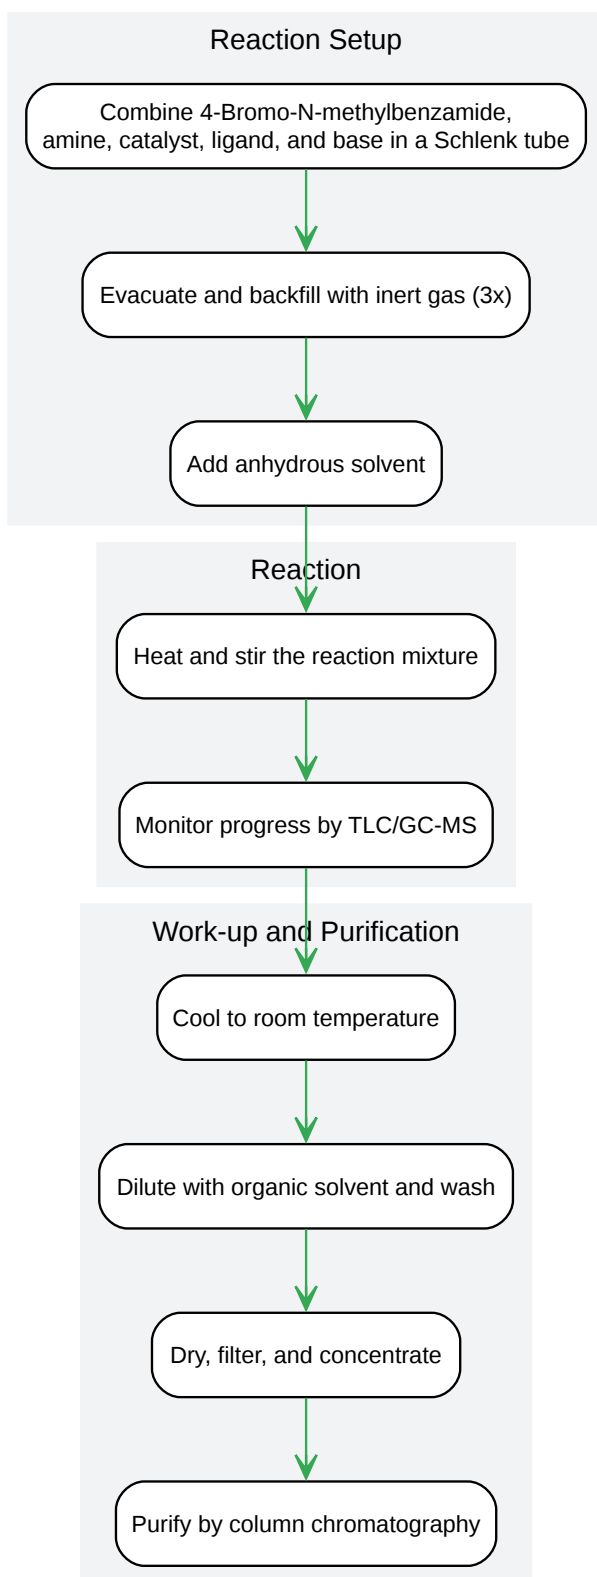 Reaction Setup
Combine 4-Bromo-N-methylbenzamide,
amine, catalyst, ligand, and base in a Schlenk tube
Evacuate and backfill with inert gas (3x)
Add anhydrous solvent
Reaction
Heat and stir the reaction mixture
Monitor progress by TLC/GC-MS
Work-up and Purification
Cool to room temperature
Dilute with organic solvent and wash
Dry, filter, and concentrate
Purify by column chromatography